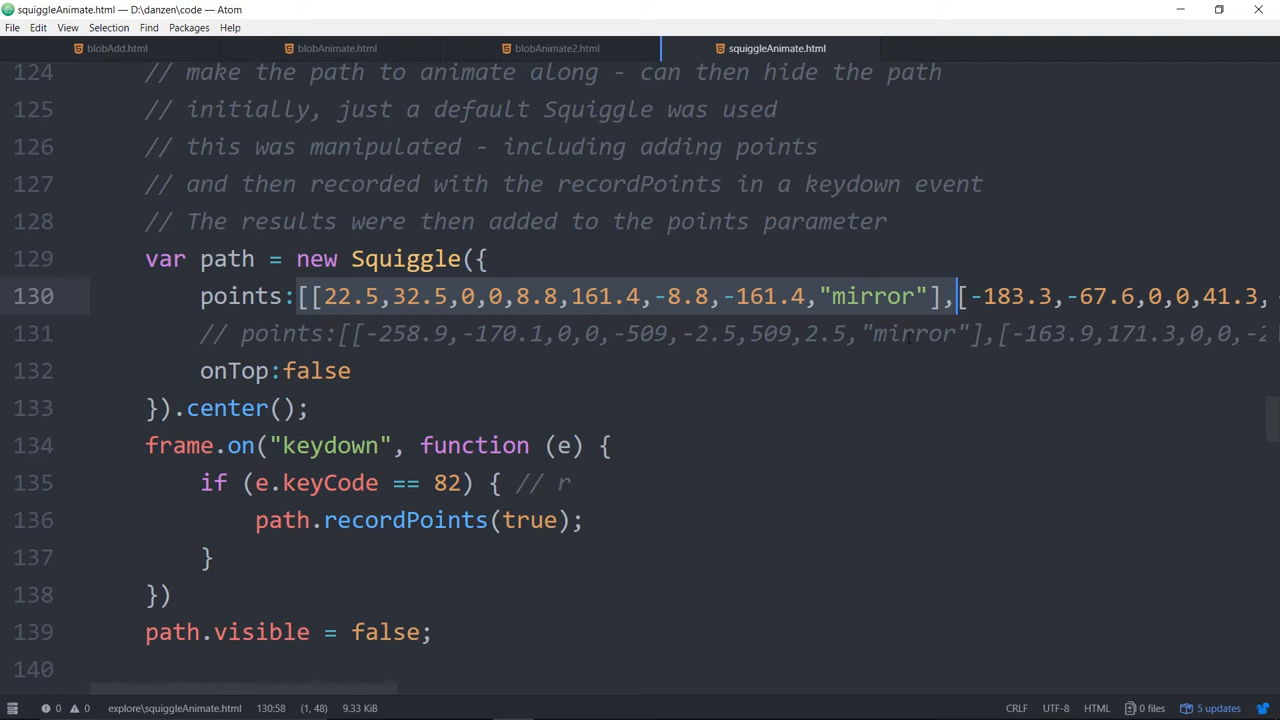 squiggleAnimate.html — D:\danzen\code — Atom
File Edit View Selection Find Packages Help
blobAdd.html blobAnimate.html blobAnimate2.html squiggleAnimate.html
124 // make the path to animate along - can then hide the path
125 // initially, just a default Squiggle was used
126 // this was manipulated - including adding points
127 // and then recorded with the recordPoints in a keydown event
128 // The results were then added to the points parameter
129 var path = new Squiggle({
130 points:[[22.5,32.5,0,0,8.8,161.4,-8.8,-161.4,"mirror"],[-183.3,-67.6,0,0,41.3,
131 // points:[[-258.9,-170.1,0,0,-509,-2.5,509,2.5,"mirror"],[-163.9,171.3,0,0,-2
132 onTop:false
133 }).center();
134 frame.on("keydown", function (e) {
135 if (e.keyCode == 82) { // r
136 path.recordPoints(true);
137 }
138 })
139 path.visible = false;
140
0 0 explore\squiggleAnimate.html 130:58 (1, 48) 9.33 KiB CRLF UTF-8 HTML 0 files 5 updates